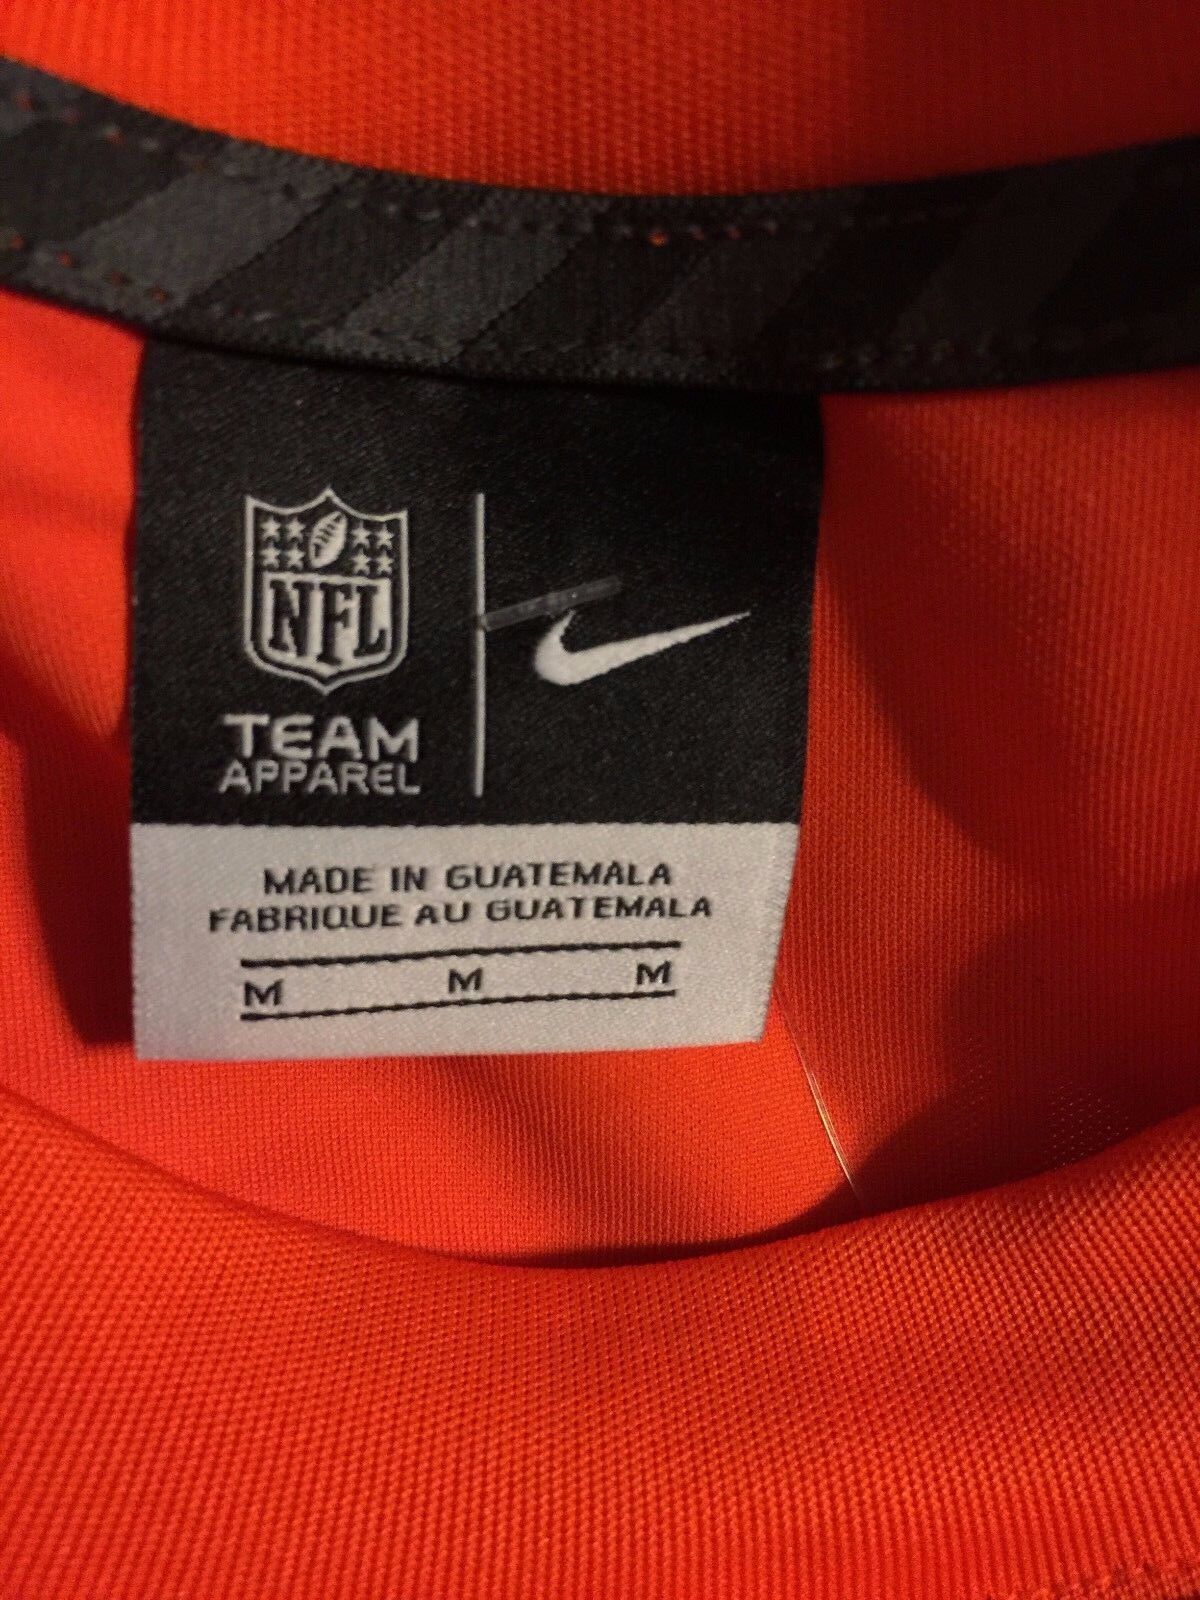 NFL
TEAM
APPAREL
MADE IN GUATEMALA
FABRIQUE AU GUATEMALA
M M M